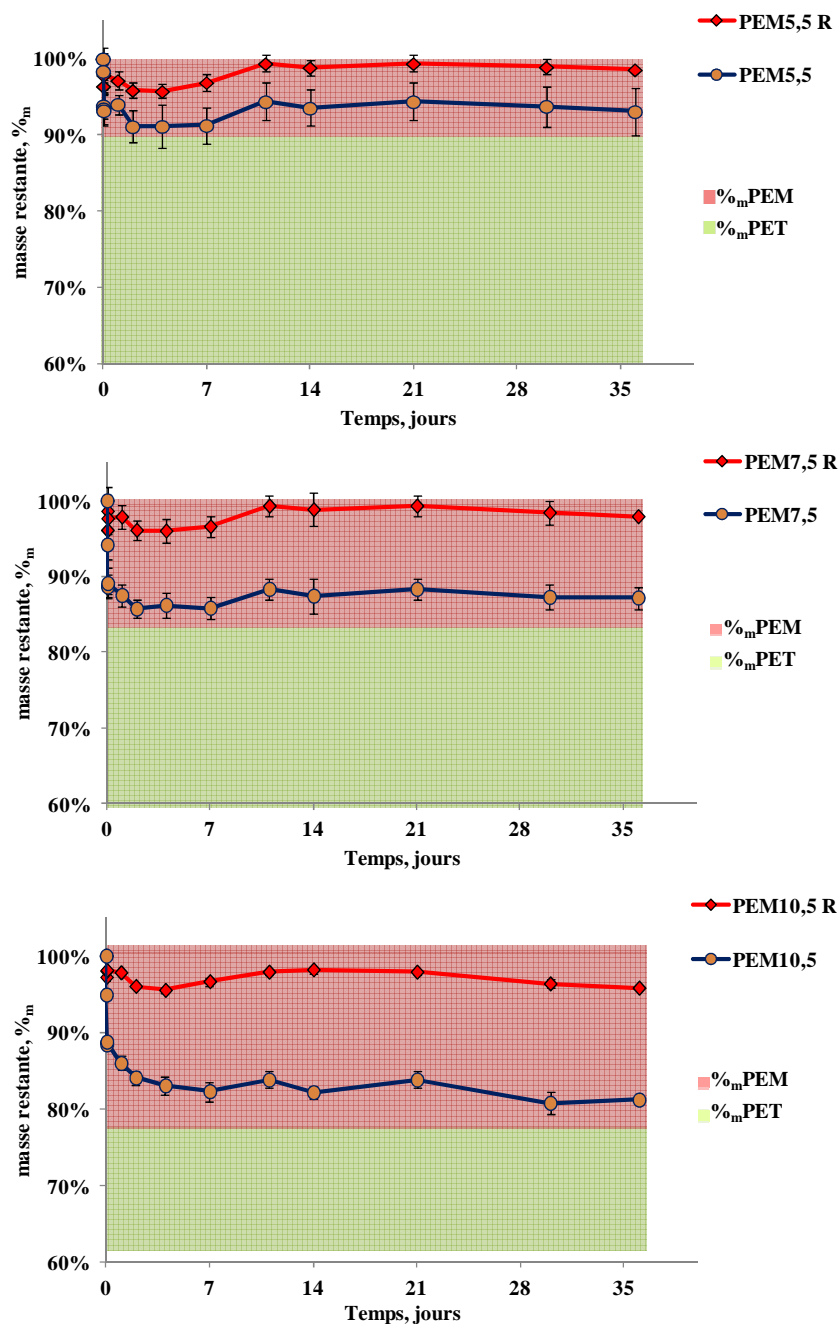 PEM5,5 R
PEM5,5
100%
90%
80%
70%
60%
masse restante, %m
%mPEM
%mPET
0 7 14 21 28 35
Temps, jours
PEM7,5 R
PEM7,5
100%
90%
80%
70%
60%
masse restante, %m
%mPEM
%mPET
0 7 14 21 28 35
Temps, jours
PEM10,5 R
PEM10,5
100%
90%
80%
70%
60%
masse restante, %m
%mPEM
%mPET
0 7 14 21 28 35
Temps, jours